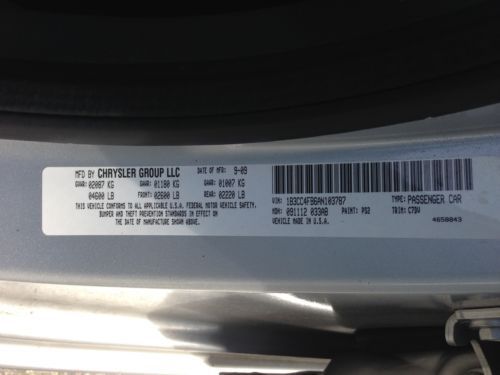 MFD BY CHRYSLER GROUP LLC DATE OF MFR: 9-09
GVWR: 02087 KG GAWR: 01180 KG GAWR: 01007 KG
04600 LB FRONT: 02600 LB REAR: 02220 LB
THIS VEHICLE CONFORMS TO ALL APPLICABLE U.S.A. FEDERAL MOTOR VEHICLE SAFETY,
BUMPER AND THEFT PREVENTION STANDARDS IN EFFECT ON
THE DATE OF MANUFACTURE SHOWN ABOVE.
VIN: 1B3CC4FB6AN103787 TYPE: PASSENGER CAR
MDH: 091112 033AB PAINT: PS2 TRIM: C7DV
VEHICLE MADE IN U.S.A. 4658843